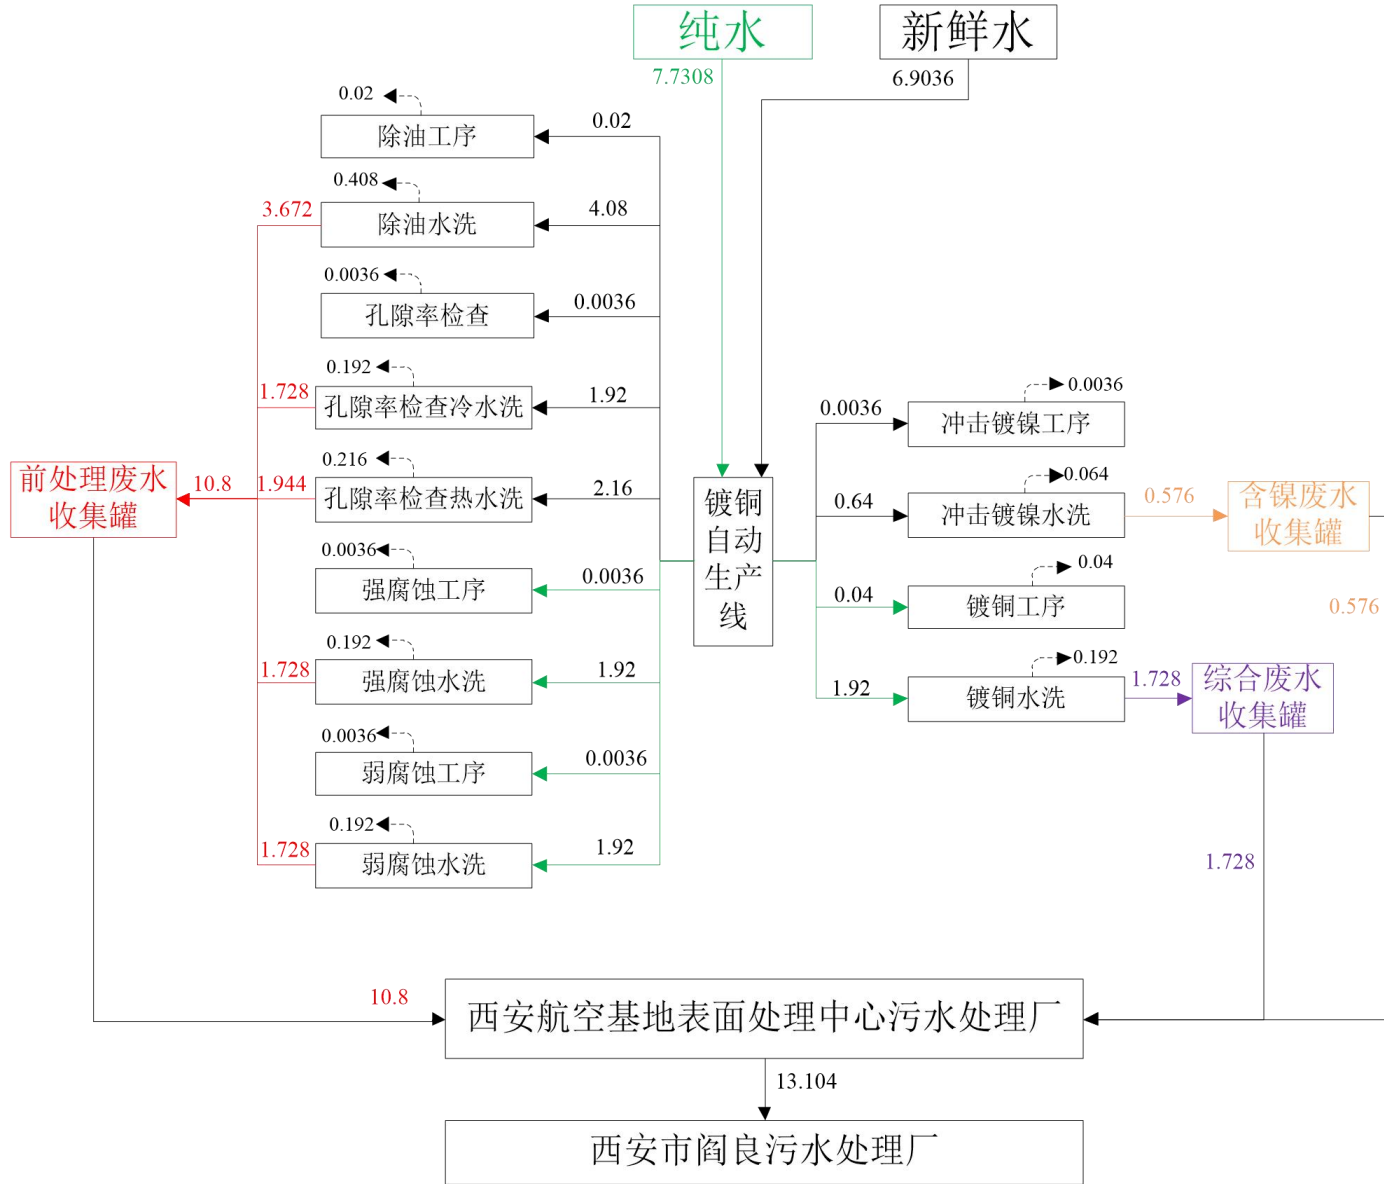 纯水
新鲜水
7.7308
6.9036
0.02
除油工序
0.02
0.408
除油水洗
4.08
3.672
0.0036
孔隙率检查
0.0036
0.192
孔隙率检查冷水洗
1.92
1.728
0.216
孔隙率检查热水洗
2.16
1.944
10.8
前处理废水
收集罐
0.0036
强腐蚀工序
0.0036
0.192
强腐蚀水洗
1.92
1.728
0.0036
弱腐蚀工序
0.0036
0.192
弱腐蚀水洗
1.92
1.728
镀铜
自动
生产
线
0.0036
0.0036
冲击镀镍工序
0.64
0.064
冲击镀镍水洗
0.576
含镍废水
收集罐
0.576
0.04
0.04
镀铜工序
1.92
0.192
镀铜水洗
1.728
综合废水
收集罐
1.728
10.8
西安航空基地表面处理中心污水处理厂
13.104
西安市阎良污水处理厂